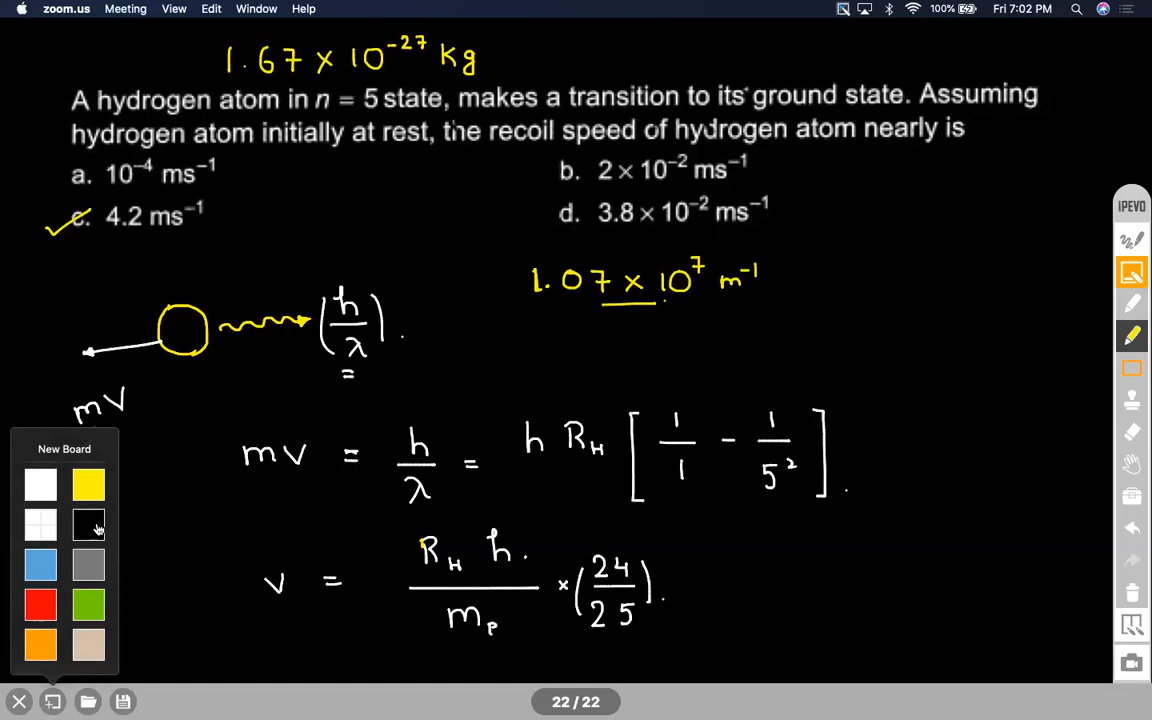 zoom.us Meeting View Edit Window Help 100% Fri 7:02 PM
1.67 × 10⁻²⁷ Kg
A hydrogen atom in n = 5 state, makes a transition to its ground state. Assuming
hydrogen atom initially at rest, the recoil speed of hydrogen atom nearly is
a. 10⁻⁴ ms⁻¹ b. 2 × 10⁻² ms⁻¹
c. 4.2 ms⁻¹ d. 3.8 × 10⁻² ms⁻¹
IPEVO
1.07 × 10⁷ m⁻¹
(h/λ).
=
mV
New Board
mv = h/λ = h R_H [1/1 - 1/5²].
v = R_H h. / m_p × (24/25).
22 / 22